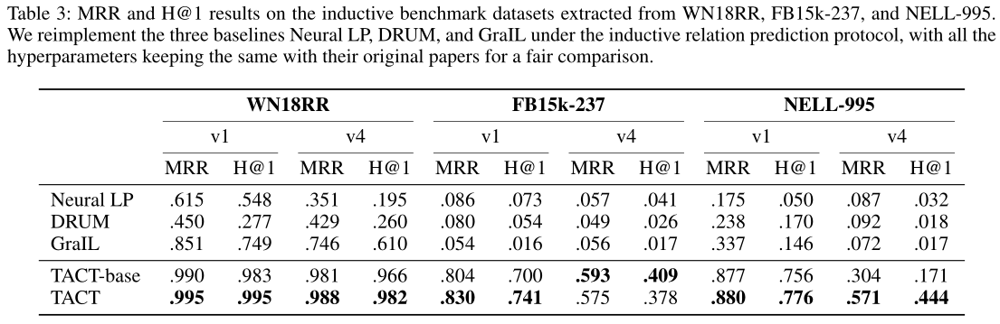 Table 3: MRR and H@1 results on the inductive benchmark datasets extracted from WN18RR, FB15k-237, and NELL-995.
We reimplement the three baselines Neural LP, DRUM, and GraIL under the inductive relation prediction protocol, with all the
hyperparameters keeping the same with their original papers for a fair comparison.
WN18RR FB15k-237 NELL-995
v1 v4 v1 v4 v1 v4
MRR H@1 MRR H@1 MRR H@1 MRR H@1 MRR H@1 MRR H@1
Neural LP .615 .548 .351 .195 .086 .073 .057 .041 .175 .050 .087 .032
DRUM .450 .277 .429 .260 .080 .054 .049 .026 .238 .170 .092 .018
GraIL .851 .749 .746 .610 .054 .016 .056 .017 .337 .146 .072 .017
TACT-base .990 .983 .981 .966 .804 .700 .593 .409 .877 .756 .304 .171
TACT .995 .995 .988 .982 .830 .741 .575 .378 .880 .776 .571 .444